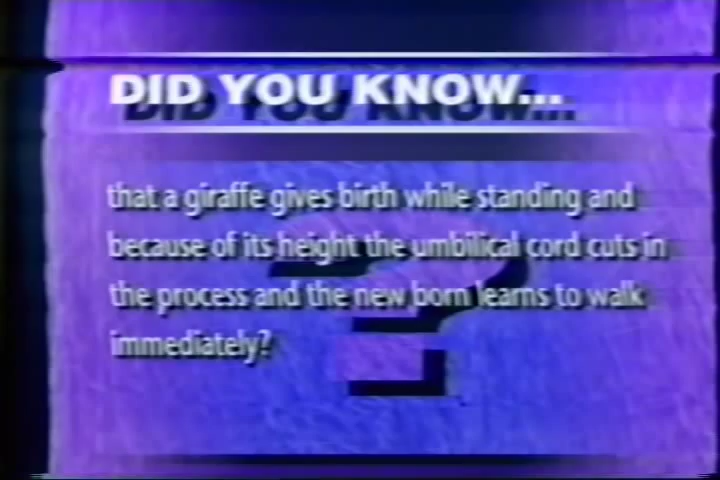 DID YOU KNOW...
that a giraffe gives birth while standing and
because of its height the umbilical cord cuts in
the process and the new born learns to walk
immediately?